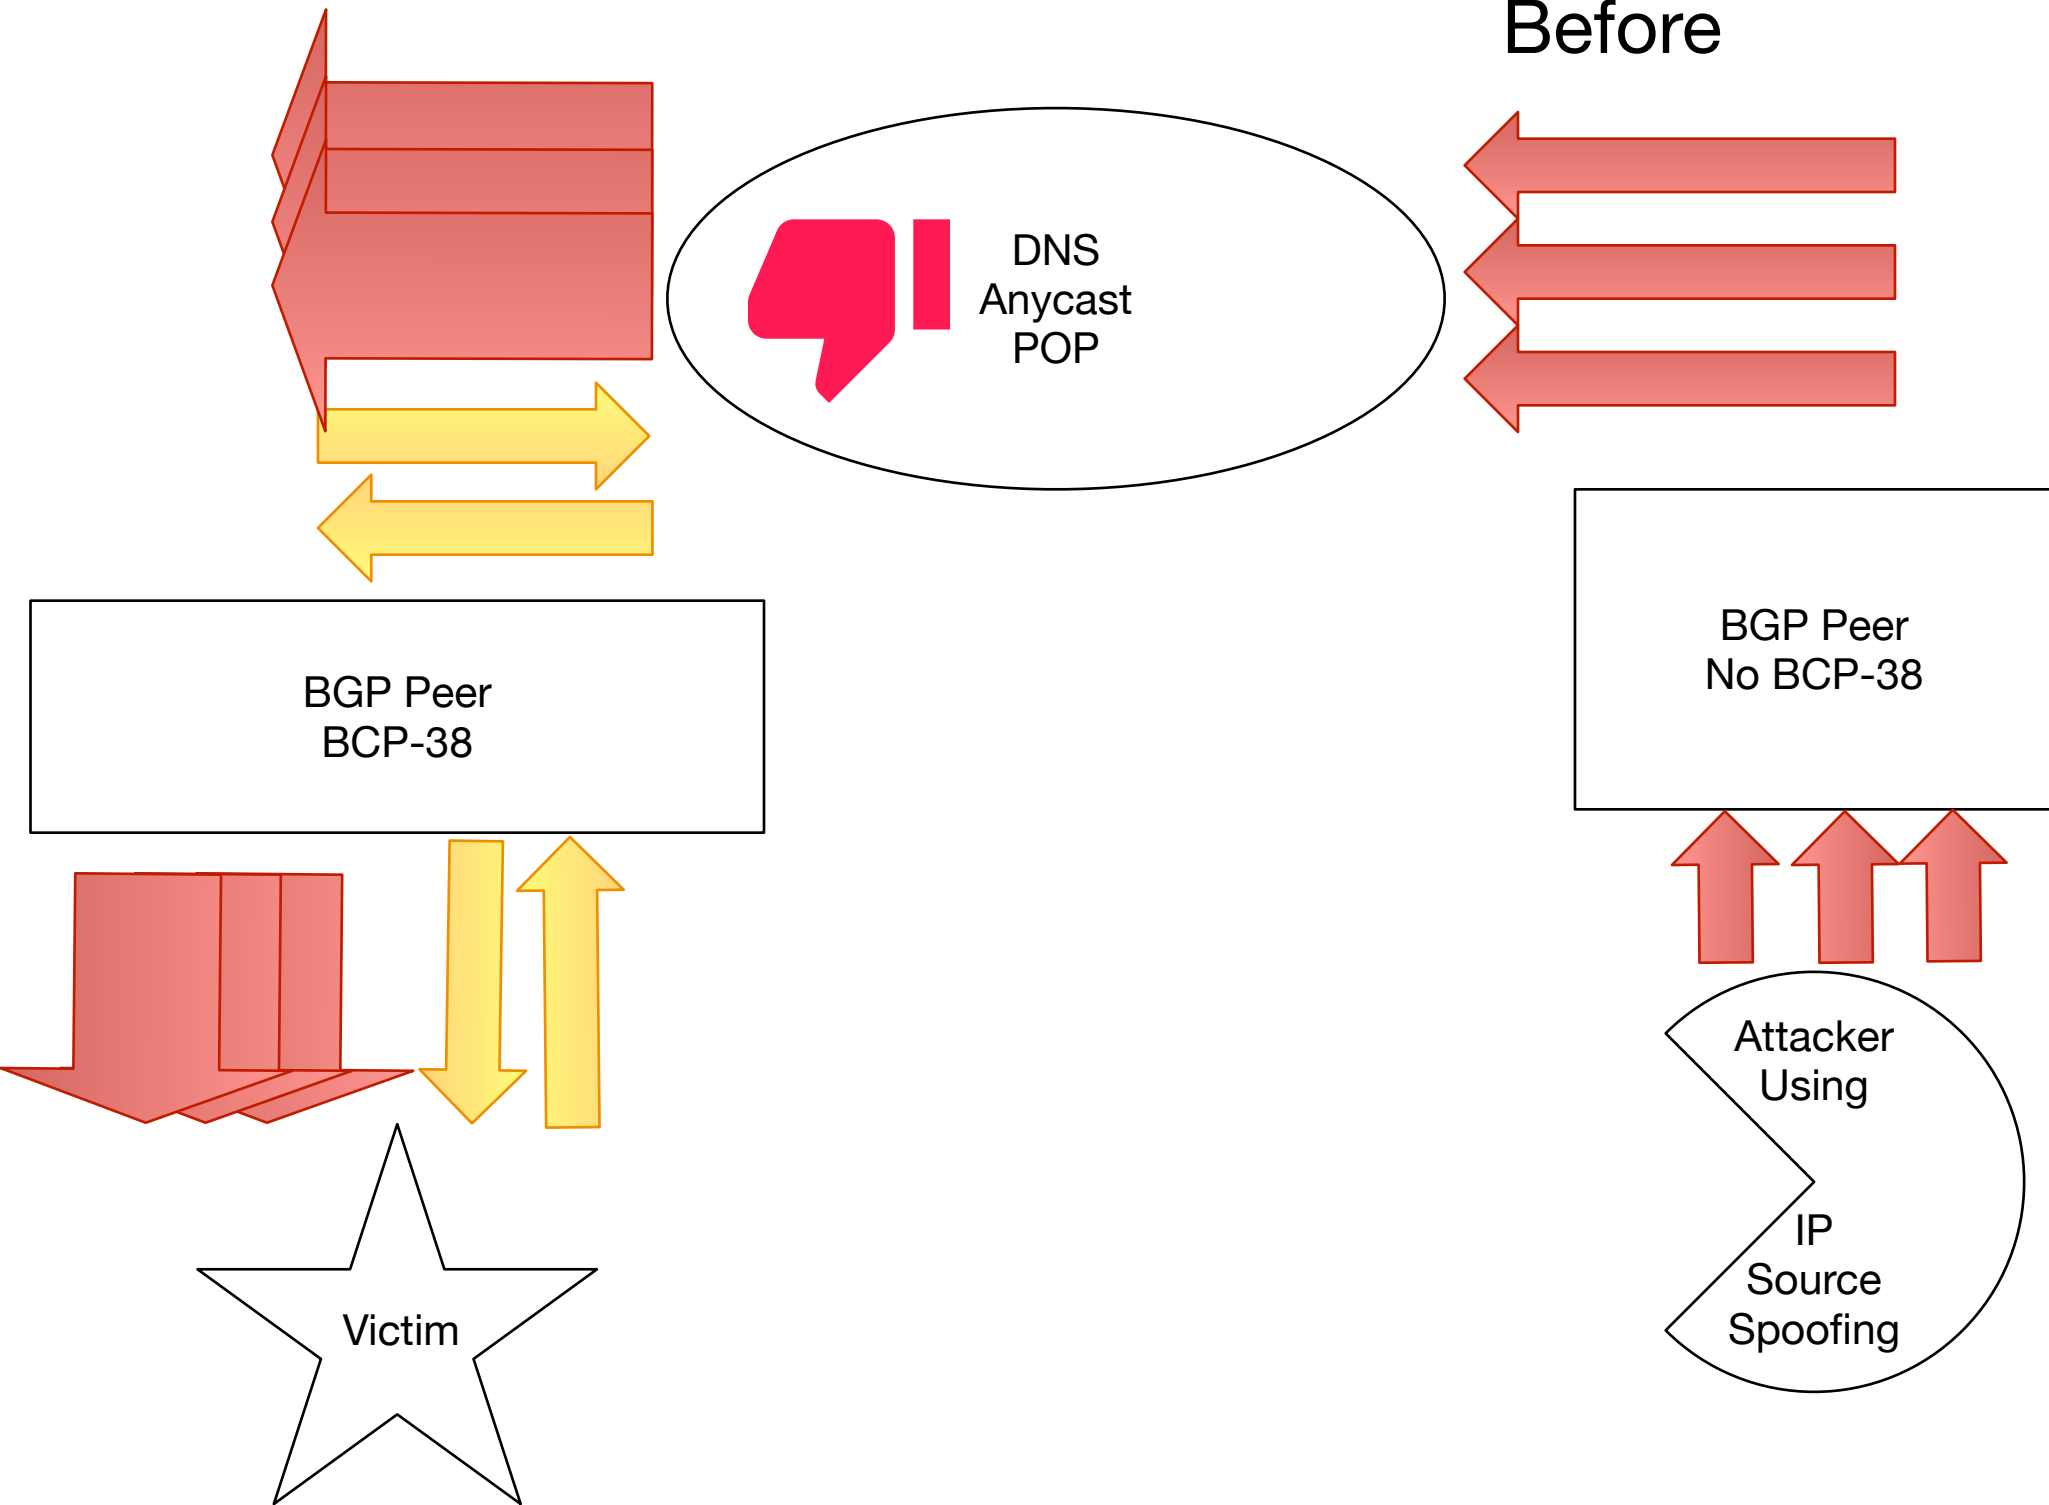 Before
DNS
Anycast
POP
BGP Peer
No BCP-38
BGP Peer
BCP-38
Attacker
Using
IP
Source
Spoofing
Victim